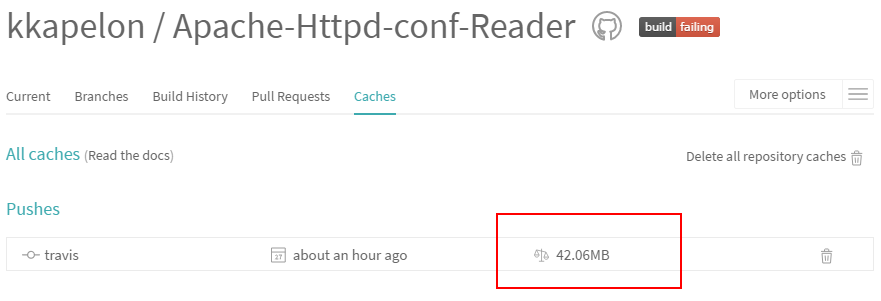 kkapelon / Apache-Httpd-conf-Reader build failing
Current Branches Build History Pull Requests Caches More options
All caches (Read the docs) Delete all repository caches
Pushes
travis 27 about an hour ago 42.06MB